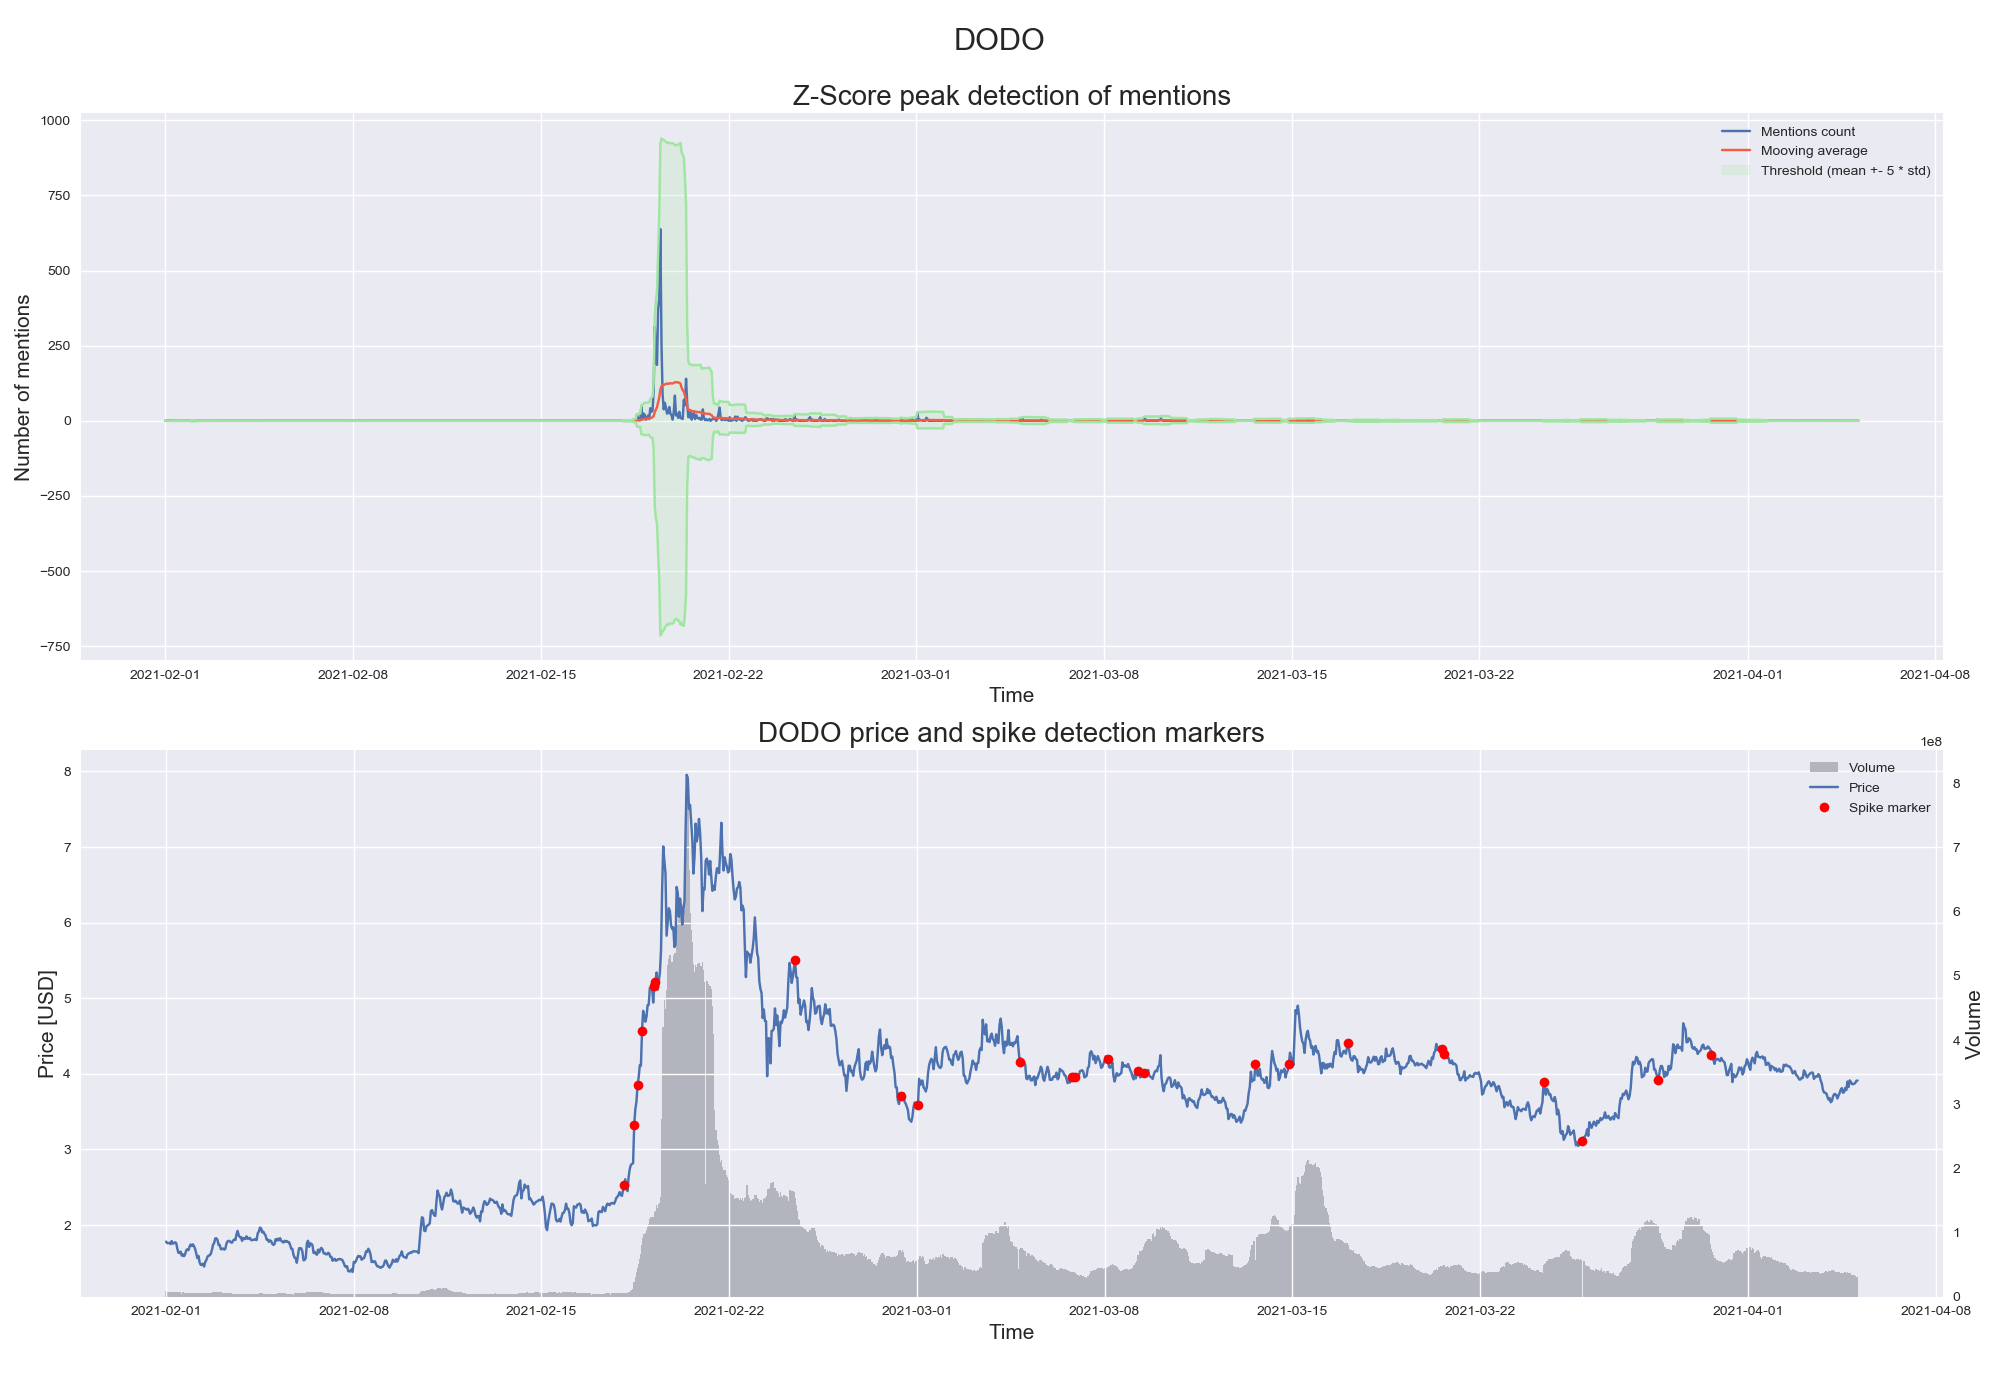 DODO
Z-Score peak detection of mentions
1000
750
500
250
0
−250
−500
−750
Number of mentions
Mentions count
Mooving average
Threshold (mean +- 5 * std)
2021-02-01 2021-02-08 2021-02-15 2021-02-22 2021-03-01 2021-03-08 2021-03-15 2021-03-22 2021-04-01 2021-04-08
Time
DODO price and spike detection markers
1e8
8
7
6
5
4
3
2
Price [USD]
Volume
Price
Spike marker
8
7
6
5
4
3
2
1
0
Volume
2021-02-01 2021-02-08 2021-02-15 2021-02-22 2021-03-01 2021-03-08 2021-03-15 2021-03-22 2021-04-01 2021-04-08
Time